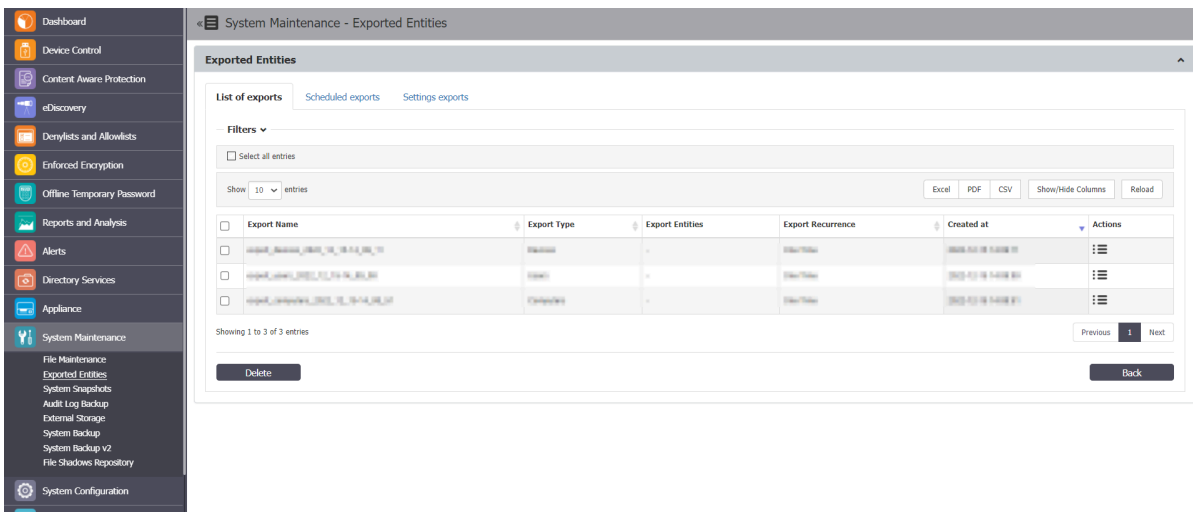 Dashboard
Device Control
Content Aware Protection
eDiscovery
Denylists and Allowlists
Enforced Encryption
Offline Temporary Password
Reports and Analysis
Alerts
Directory Services
Appliance
System Maintenance
File Maintenance
Exported Entities
System Snapshots
Audit Log Backup
External Storage
System Backup
System Backup v2
File Shadows Repository
System Configuration
System Maintenance - Exported Entities
Exported Entities
List of exports Scheduled exports Settings exports
Filters
Select all entries
Show 10 entries Excel PDF CSV Show/Hide Columns Reload
Export Name Export Type Export Entities Export Recurrence Created at Actions
-
-
-
Showing 1 to 3 of 3 entries Previous 1 Next
Delete Back